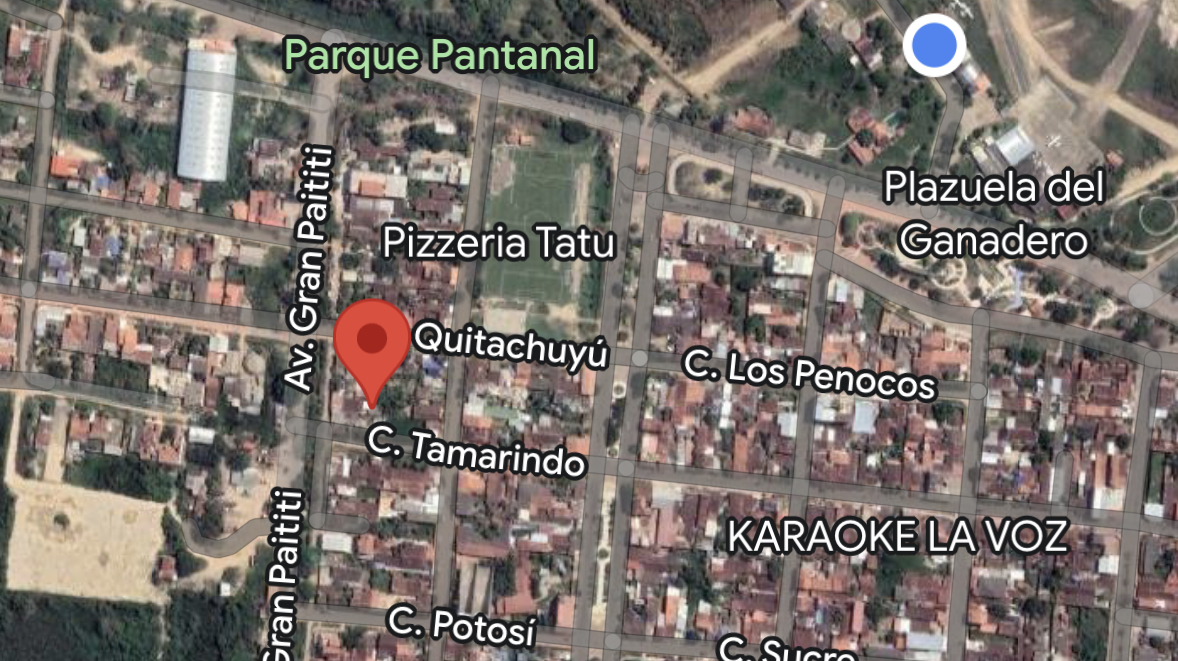 Parque Pantanal
Av. Gran Paititi
Plazuela del
Ganadero
Pizzeria Tatu
Quitachuyú
C. Los Penocos
C. Tamarindo
KARAOKE LA VOZ
Gran Paititi
C. Potosí
C. Sucre